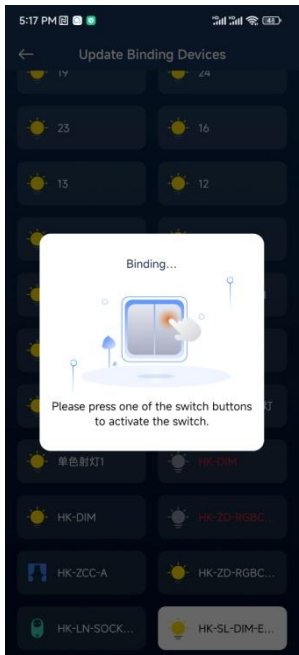 5:17 PM
48
Update Binding Devices
19
24
23
16
13
12
Binding...
Please press one of the switch buttons
to activate the switch.
灯
单色射灯1
HK-DIM
HK-DIM
HK-ZD-RGBC...
HK-ZCC-A
HK-ZD-RGBC...
HK-LN-SOCK...
HK-SL-DIM-E...